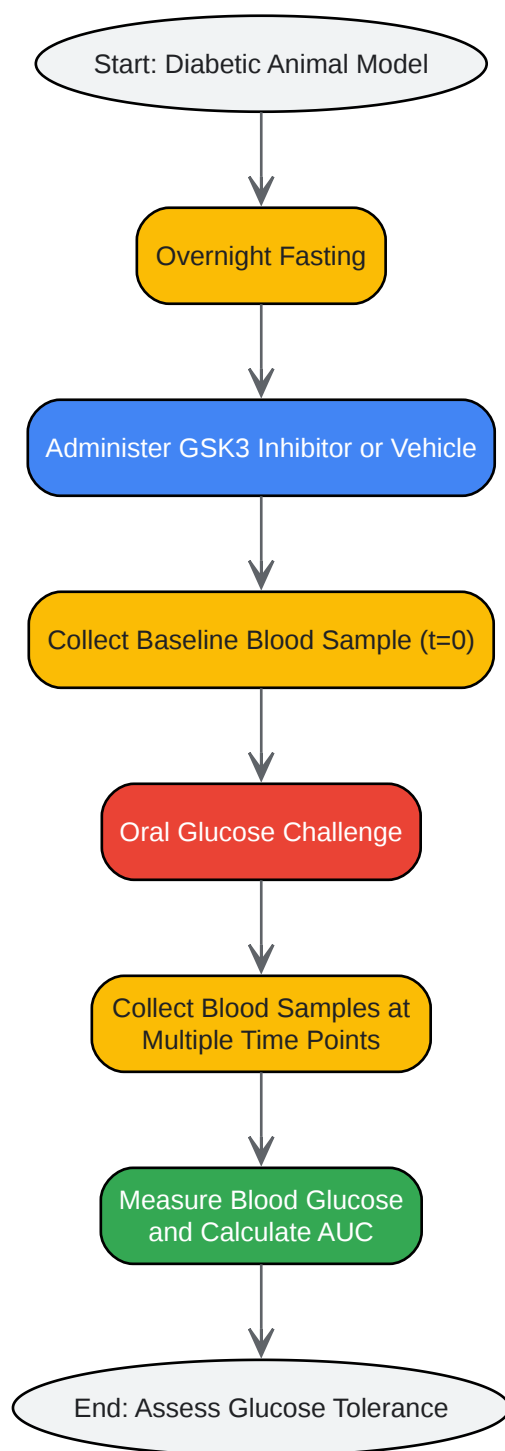 Start: Diabetic Animal Model
Overnight Fasting
Administer GSK3 Inhibitor or Vehicle
Collect Baseline Blood Sample (t=0)
Oral Glucose Challenge
Collect Blood Samples at
Multiple Time Points
Measure Blood Glucose
and Calculate AUC
End: Assess Glucose Tolerance